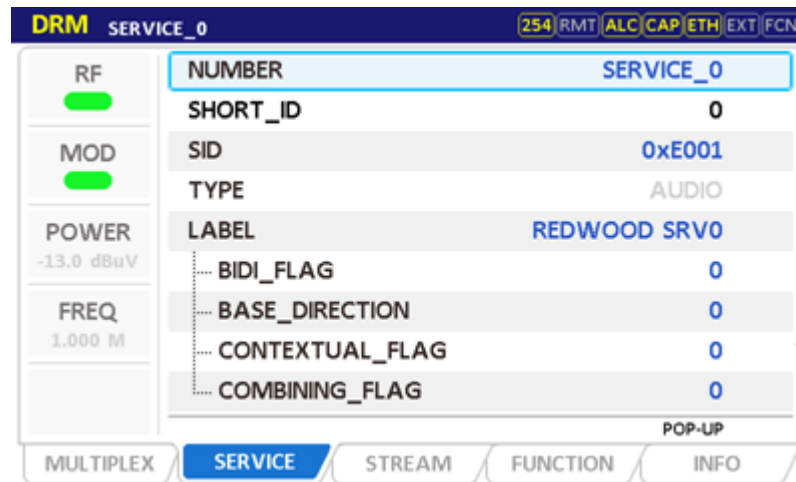 DRM SERVICE_0 254 RMT ALC CAP ETH EXT FCN
RF
MOD
POWER
-13.0 dBuV
FREQ
1.000 M
NUMBER SERVICE_0
SHORT_ID 0
SID 0xE001
TYPE AUDIO
LABEL REDWOOD SRV0
BIDI_FLAG 0
BASE_DIRECTION 0
CONTEXTUAL_FLAG 0
COMBINING_FLAG 0
POP-UP
MULTIPLEX SERVICE STREAM FUNCTION INFO